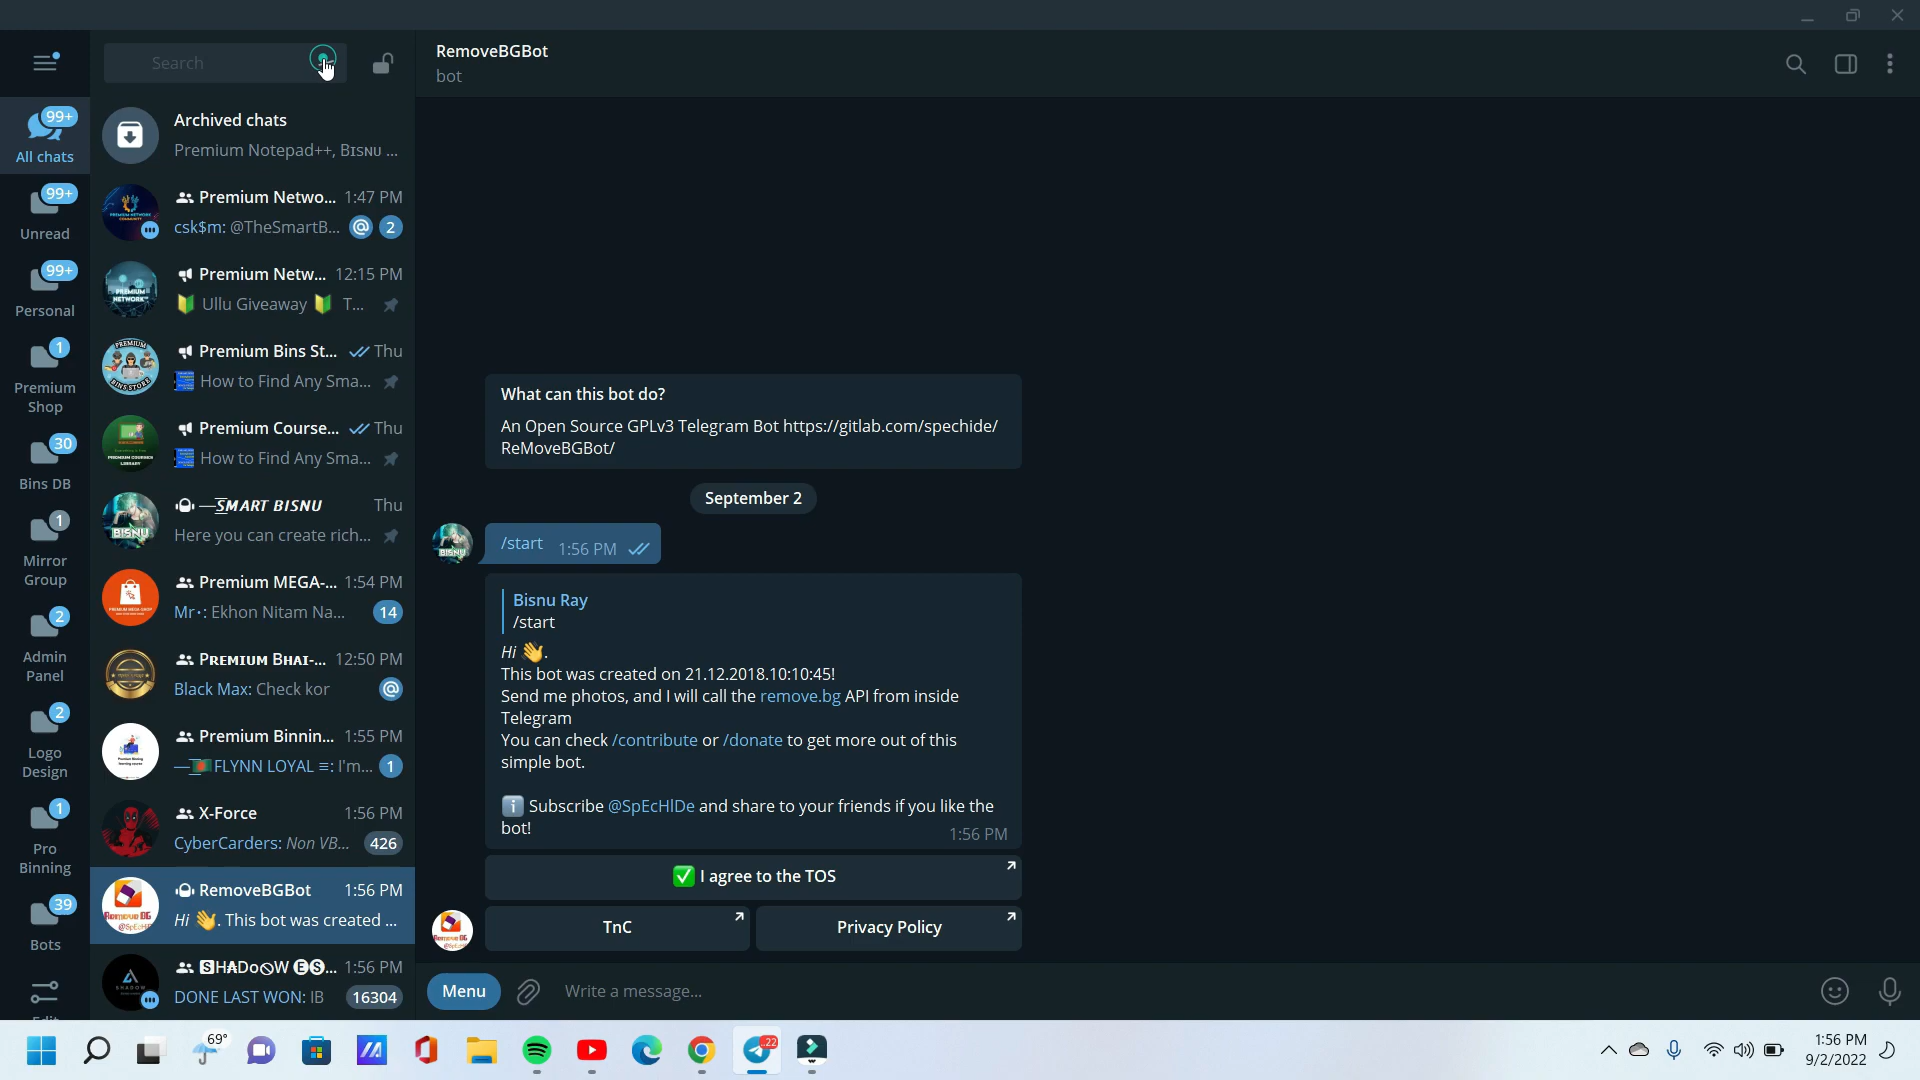 Search
RemoveBGBot
bot
99+
All chats
99+
Unread
99+
Personal
1
Premium
Shop
30
Bins DB
1
Mirror
Group
2
Admin
Panel
2
Logo
Design
1
Pro
Binning
39
Bots
Archived chats
Premium Notepad++, Bɪsɴᴜ ...
Premium Netwo... 1:47 PM
csk$m: @TheSmartB... @ 2
Premium Netw... 12:15 PM
🔰 Ullu Giveaway 🔰 T...
Premium Bins St... Thu
📘 How to Find Any Sma...
Premium Course... Thu
📘 How to Find Any Sma...
SMART BISNU Thu
Here you can create rich...
Premium MEGA-... 1:54 PM
Mr•: Ekhon Nitam Na... 14
Pʀᴇᴍɪᴜᴍ Bʜᴀɪ-... 12:50 PM
Black Max: Check kor @
Premium Binnin... 1:55 PM
FLYNN LOYAL ≡: I'm... 1
X-Force 1:56 PM
CyberCarders: Non VB... 426
RemoveBGBot 1:56 PM
Hi 👋. This bot was created ...
🆂H₳Do🛇W 🅔🅢... 1:56 PM
DONE LAST WON: IB 16304
What can this bot do?
An Open Source GPLv3 Telegram Bot https://gitlab.com/spechide/
ReMoveBGBot/
September 2
/start 1:56 PM
Bisnu Ray
/start
Hi 👋.
This bot was created on 21.12.2018.10:10:45!
Send me photos, and I will call the remove.bg API from inside
Telegram
You can check /contribute or /donate to get more out of this
simple bot.
ℹ️ Subscribe @SpEcHlDe and share to your friends if you like the
bot!
1:56 PM
✅ I agree to the TOS
TnC
Privacy Policy
Menu
Write a message...
69°
..22
1:56 PM
9/2/2022